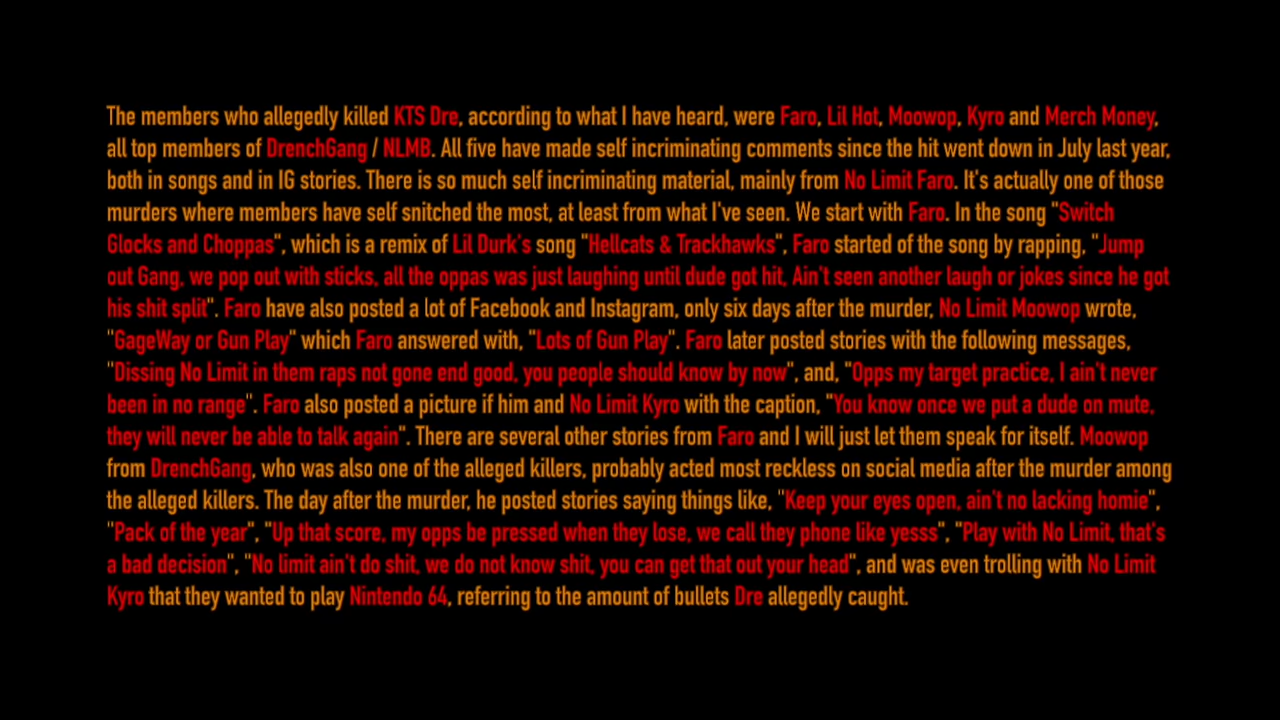 The members who allegedly killed KTS Dre, according to what I have heard, were Faro, Lil Hot, Moowop, Kyro and Merch Money,
all top members of DrenchGang / NLMB. All five have made self incriminating comments since the hit went down in July last year,
both in songs and in IG stories. There is so much self incriminating material, mainly from No Limit Faro. It's actually one of those
murders where members have self snitched the most, at least from what I've seen. We start with Faro. In the song "Switch
Glocks and Choppas", which is a remix of Lil Durk's song "Hellcats & Trackhawks", Faro started of the song by rapping, "Jump
out Gang, we pop out with sticks, all the oppas was just laughing until dude got hit, Ain't seen another laugh or jokes since he got
his shit split". Faro have also posted a lot of Facebook and Instagram, only six days after the murder, No Limit Moowop wrote,
"GageWay or Gun Play" which Faro answered with, "Lots of Gun Play". Faro later posted stories with the following messages,
"Dissing No Limit in them raps not gone end good, you people should know by now", and, "Opps my target practice, I ain't never
been in no range". Faro also posted a picture if him and No Limit Kyro with the caption, "You know once we put a dude on mute,
they will never be able to talk again". There are several other stories from Faro and I will just let them speak for itself. Moowop
from DrenchGang, who was also one of the alleged killers, probably acted most reckless on social media after the murder among
the alleged killers. The day after the murder, he posted stories saying things like, "Keep your eyes open, ain't no lacking homie",
"Pack of the year", "Up that score, my opps be pressed when they lose, we call they phone like yesss", "Play with No Limit, that's
a bad decision", "No limit ain't do shit, we do not know shit, you can get that out your head", and was even trolling with No Limit
Kyro that they wanted to play Nintendo 64, referring to the amount of bullets Dre allegedly caught.